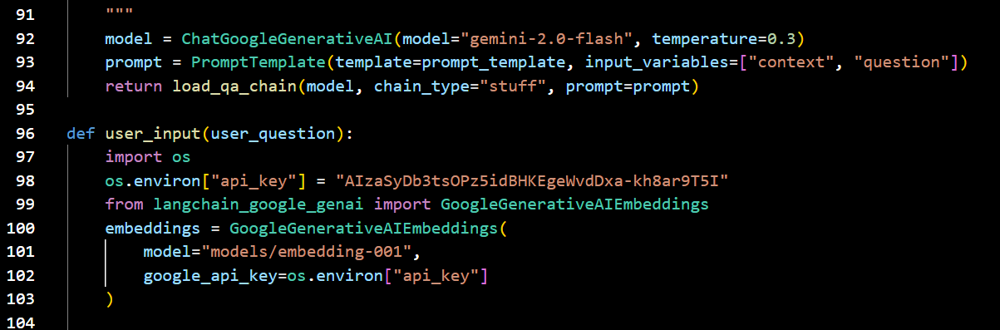 91 """
92 model = ChatGoogleGenerativeAI(model="gemini-2.0-flash", temperature=0.3)
93 prompt = PromptTemplate(template=prompt_template, input_variables=["context", "question"])
94 return load_qa_chain(model, chain_type="stuff", prompt=prompt)
95
96 def user_input(user_question):
97 import os
98 os.environ["api_key"] = "AIzaSyDb3tsOPz5idBHKEgeWvdDxa-kh8ar9T5I"
99 from langchain_google_genai import GoogleGenerativeAIEmbeddings
100 embeddings = GoogleGenerativeAIEmbeddings(
101 model="models/embedding-001",
102 google_api_key=os.environ["api_key"]
103 )
104